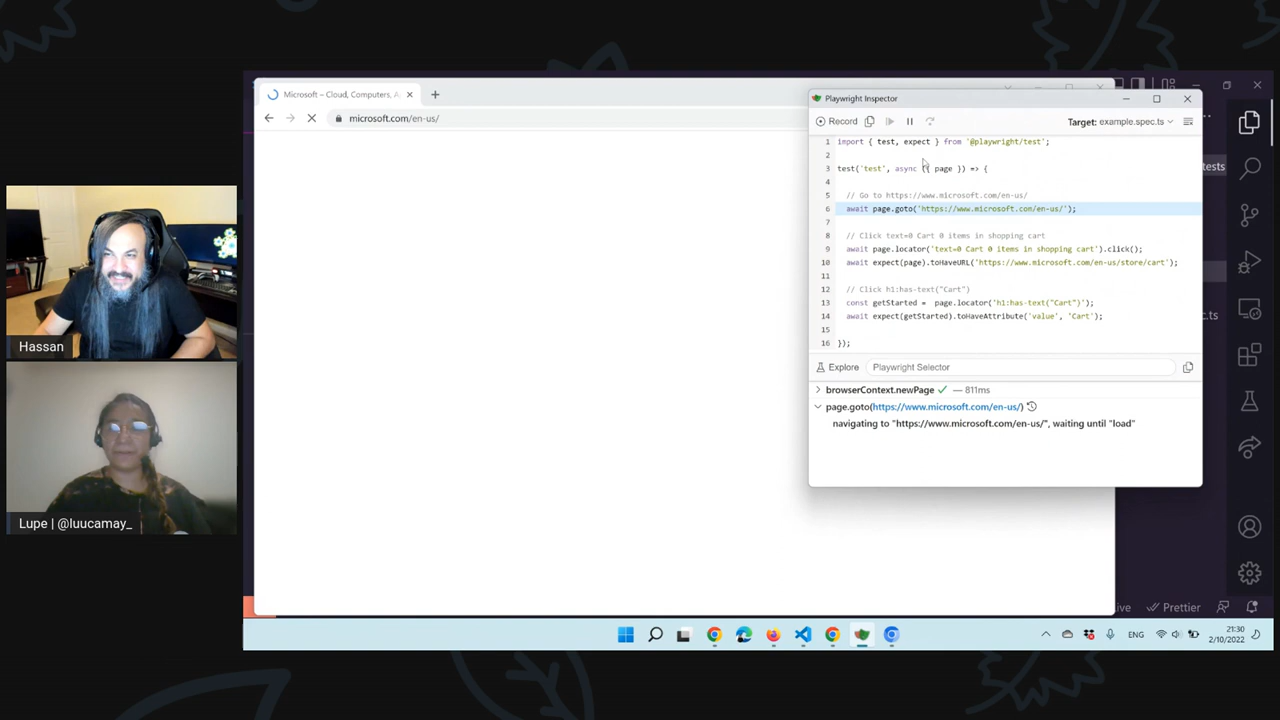 Microsoft – Cloud, Computers, A
microsoft.com/en-us/
Playwright Inspector
Record
Target: example.spec.ts
1 import { test, expect } from '@playwright/test';
2
3 test('test', async ({ page }) => {
4
5 // Go to https://www.microsoft.com/en-us/
6 await page.goto('https://www.microsoft.com/en-us/');
7
8 // Click text=0 Cart 0 items in shopping cart
9 await page.locator('text=0 Cart 0 items in shopping cart').click();
10 await expect(page).toHaveURL('https://www.microsoft.com/en-us/store/cart');
11
12 // Click h1:has-text("Cart")
13 const getStarted = page.locator('h1:has-text("Cart")');
14 await expect(getStarted).toHaveAttribute('value', 'Cart');
15
16 });
Explore Playwright Selector
browserContext.newPage ✓ — 811ms
page.goto(https://www.microsoft.com/en-us/)
navigating to "https://www.microsoft.com/en-us/", waiting until "load"
tests
.ts
Hassan
Lupe | @luucamay_
ive Prettier
ENG
21:30
2/10/2022